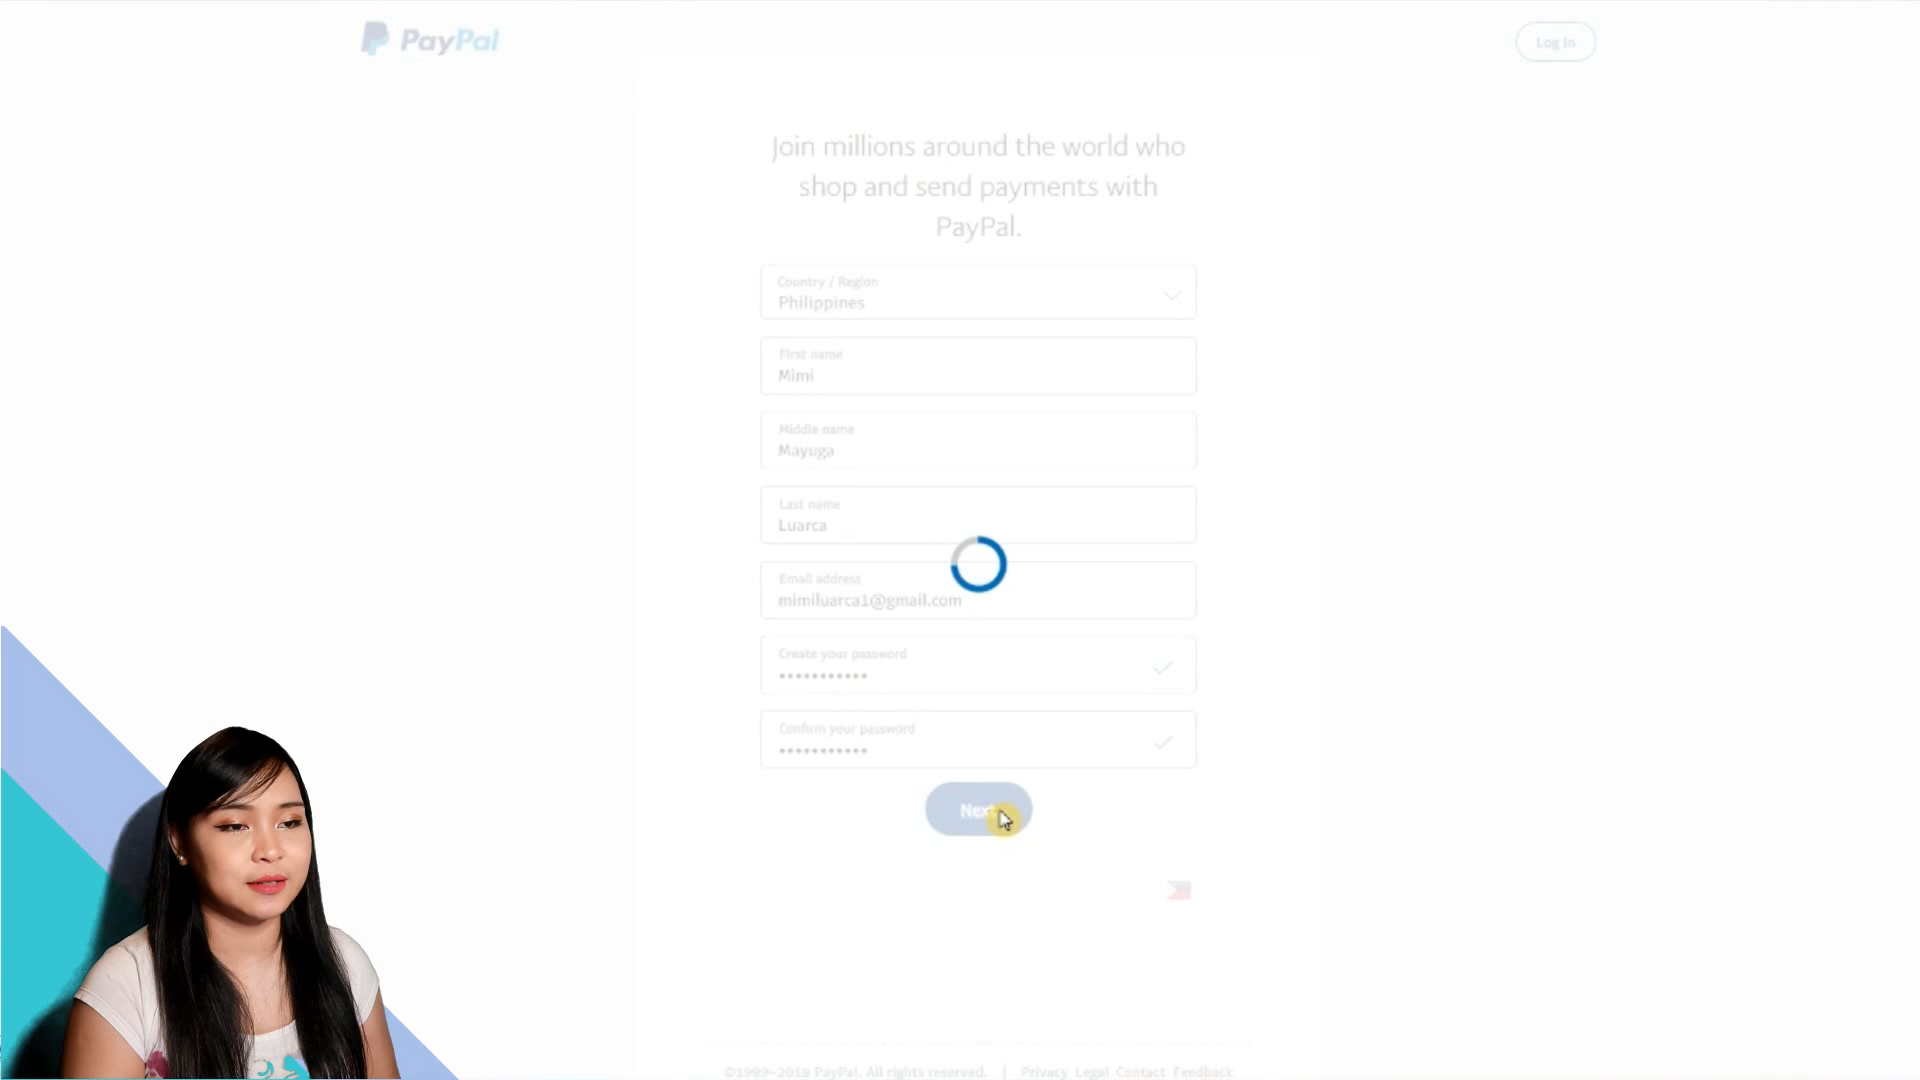 PayPal
Log In
Join millions around the world who
shop and send payments with
PayPal.
Country / Region
Philippines
First name
Mimi
Middle name
Mayuga
Last name
Luarca
Email address
mimiluarca1@gmail.com
Create your password
•••••••••••
Confirm your password
•••••••••••
Next
©1999–2019 PayPal. All rights reserved. | Privacy Legal Contact Feedback